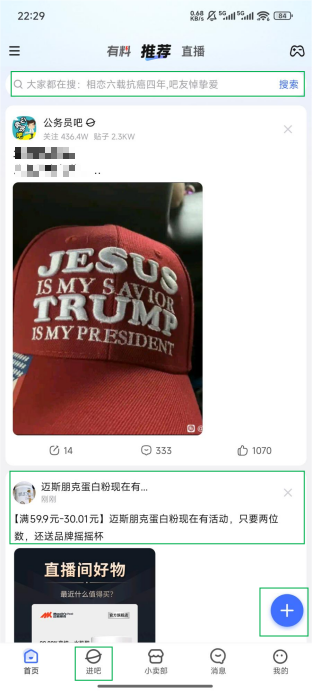 22:29
0.68 KB/s 5G 5G 84
有料 推荐 直播
大家都在搜：相恋六载抗癌四年,吧友悼挚爱 搜索
公务员吧
关注 436.4W 贴子 2.3KW
JESUS
IS MY SAVIOR
TRUMP
IS MY PRESIDENT
14 333 1070
迈斯朋克蛋白粉现在有...
刚刚
【满59.9元-30.01元】迈斯朋克蛋白粉现在有活动，只要两位
数，还送品牌摇摇杯
直播间好物
最近什么值得买？
首页 进吧 小卖部 消息 我的